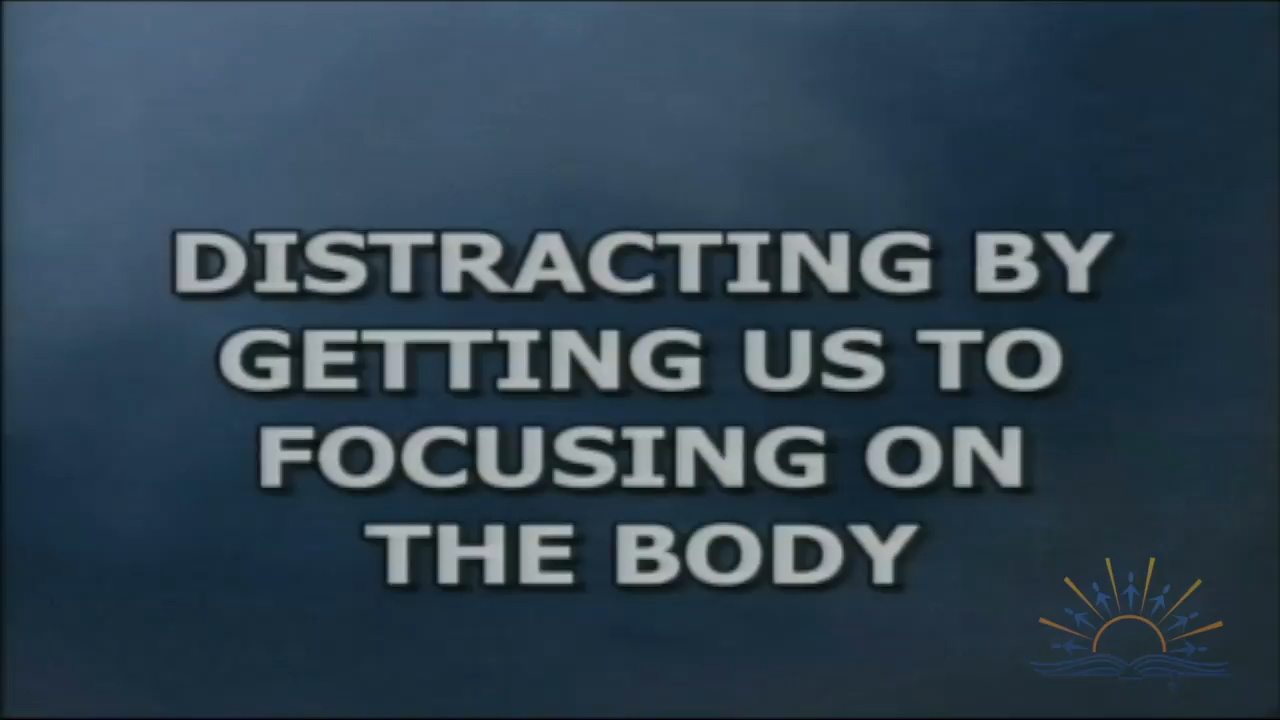 DISTRACTING BY
GETTING US TO
FOCUSING ON
THE BODY